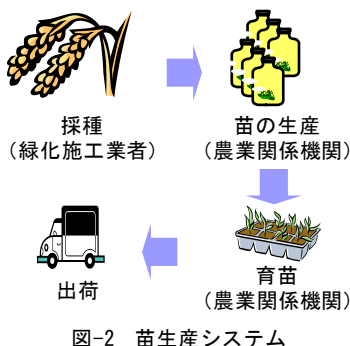 採種
（緑化施工業者）
苗の生産
（農業関係機関）
育苗
（農業関係機関）
出荷
図-2　苗生産システム